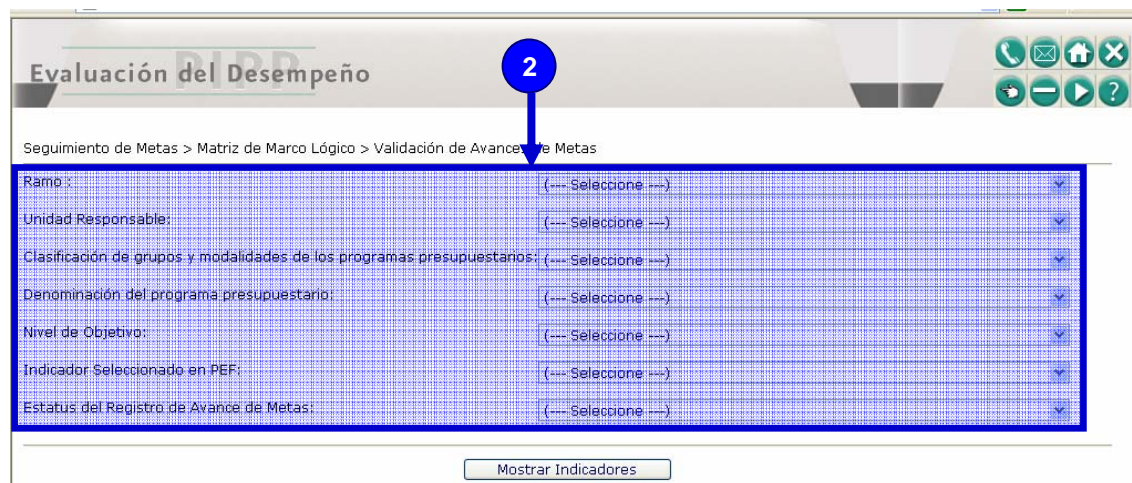 PIPP
Evaluación del Desempeño
2
?
Seguimiento de Metas > Matriz de Marco Lógico > Validación de Avances de Metas
Ramo : (--- Seleccione ---)
Unidad Responsable: (--- Seleccione ---)
Clasificación de grupos y modalidades de los programas presupuestarios: (--- Seleccione ---)
Denominación del programa presupuestario: (--- Seleccione ---)
Nivel de Objetivo: (--- Seleccione ---)
Indicador Seleccionado en PEF: (--- Seleccione ---)
Estatus del Registro de Avance de Metas: (--- Seleccione ---)
Mostrar Indicadores